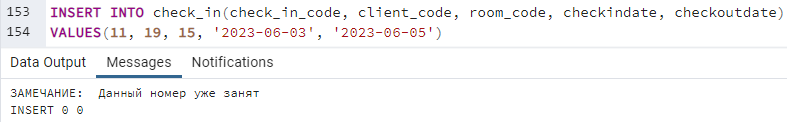 153 INSERT INTO check_in(check_in_code, client_code, room_code, checkindate, checkoutdate)
154 VALUES(11, 19, 15, '2023-06-03', '2023-06-05')
Data Output Messages Notifications
ЗАМЕЧАНИЕ: Данный номер уже занят
INSERT 0 0